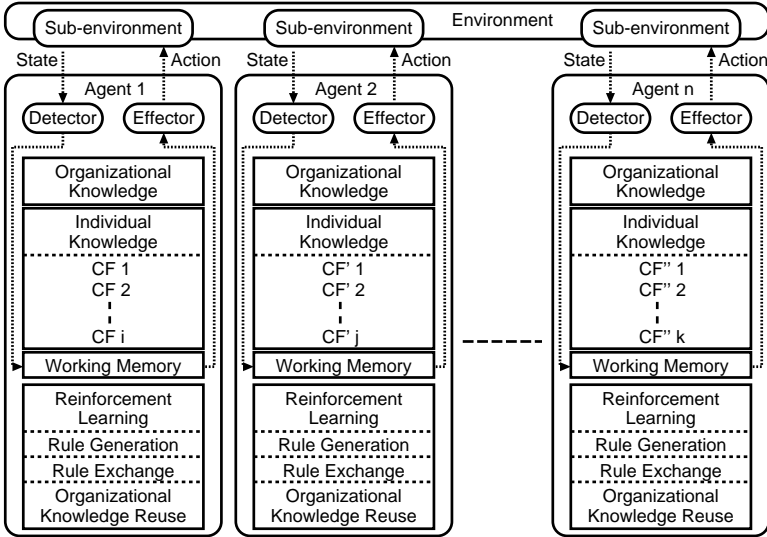 Environment
Sub-environment
State
Action
Agent 1
Detector
Effector
Organizational
Knowledge
Individual
Knowledge
CF 1
CF 2
CF i
Working Memory
Reinforcement
Learning
Rule Generation
Rule Exchange
Organizational
Knowledge Reuse
Sub-environment
State
Action
Agent 2
Detector
Effector
Organizational
Knowledge
Individual
Knowledge
CF' 1
CF' 2
CF' j
Working Memory
Reinforcement
Learning
Rule Generation
Rule Exchange
Organizational
Knowledge Reuse
Sub-environment
State
Action
Agent n
Detector
Effector
Organizational
Knowledge
Individual
Knowledge
CF'' 1
CF'' 2
CF'' k
Working Memory
Reinforcement
Learning
Rule Generation
Rule Exchange
Organizational
Knowledge Reuse